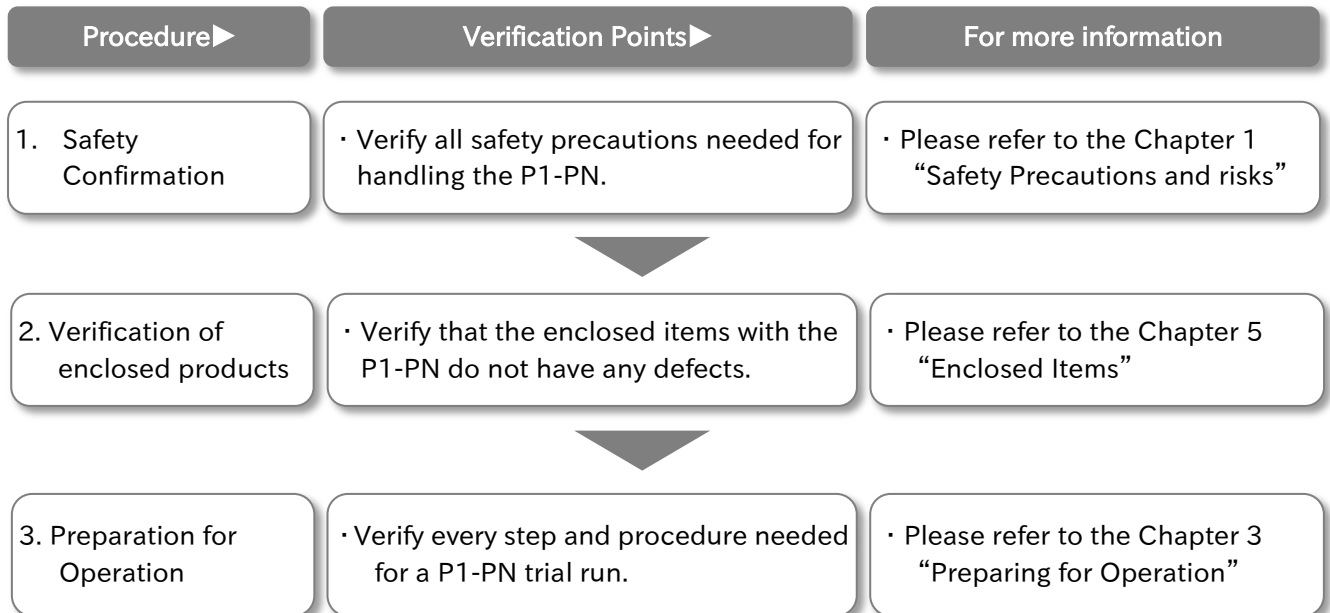 Procedure▶
Verification Points▶
For more information
1. Safety
Confirmation
・Verify all safety precautions needed for
handling the P1-PN.
・Please refer to the Chapter 1
“Safety Precautions and risks”
2. Verification of
enclosed products
・Verify that the enclosed items with the
P1-PN do not have any defects.
・Please refer to the Chapter 5
“Enclosed Items”
3. Preparation for
Operation
・Verify every step and procedure needed
for a P1-PN trial run.
・Please refer to the Chapter 3
“Preparing for Operation”